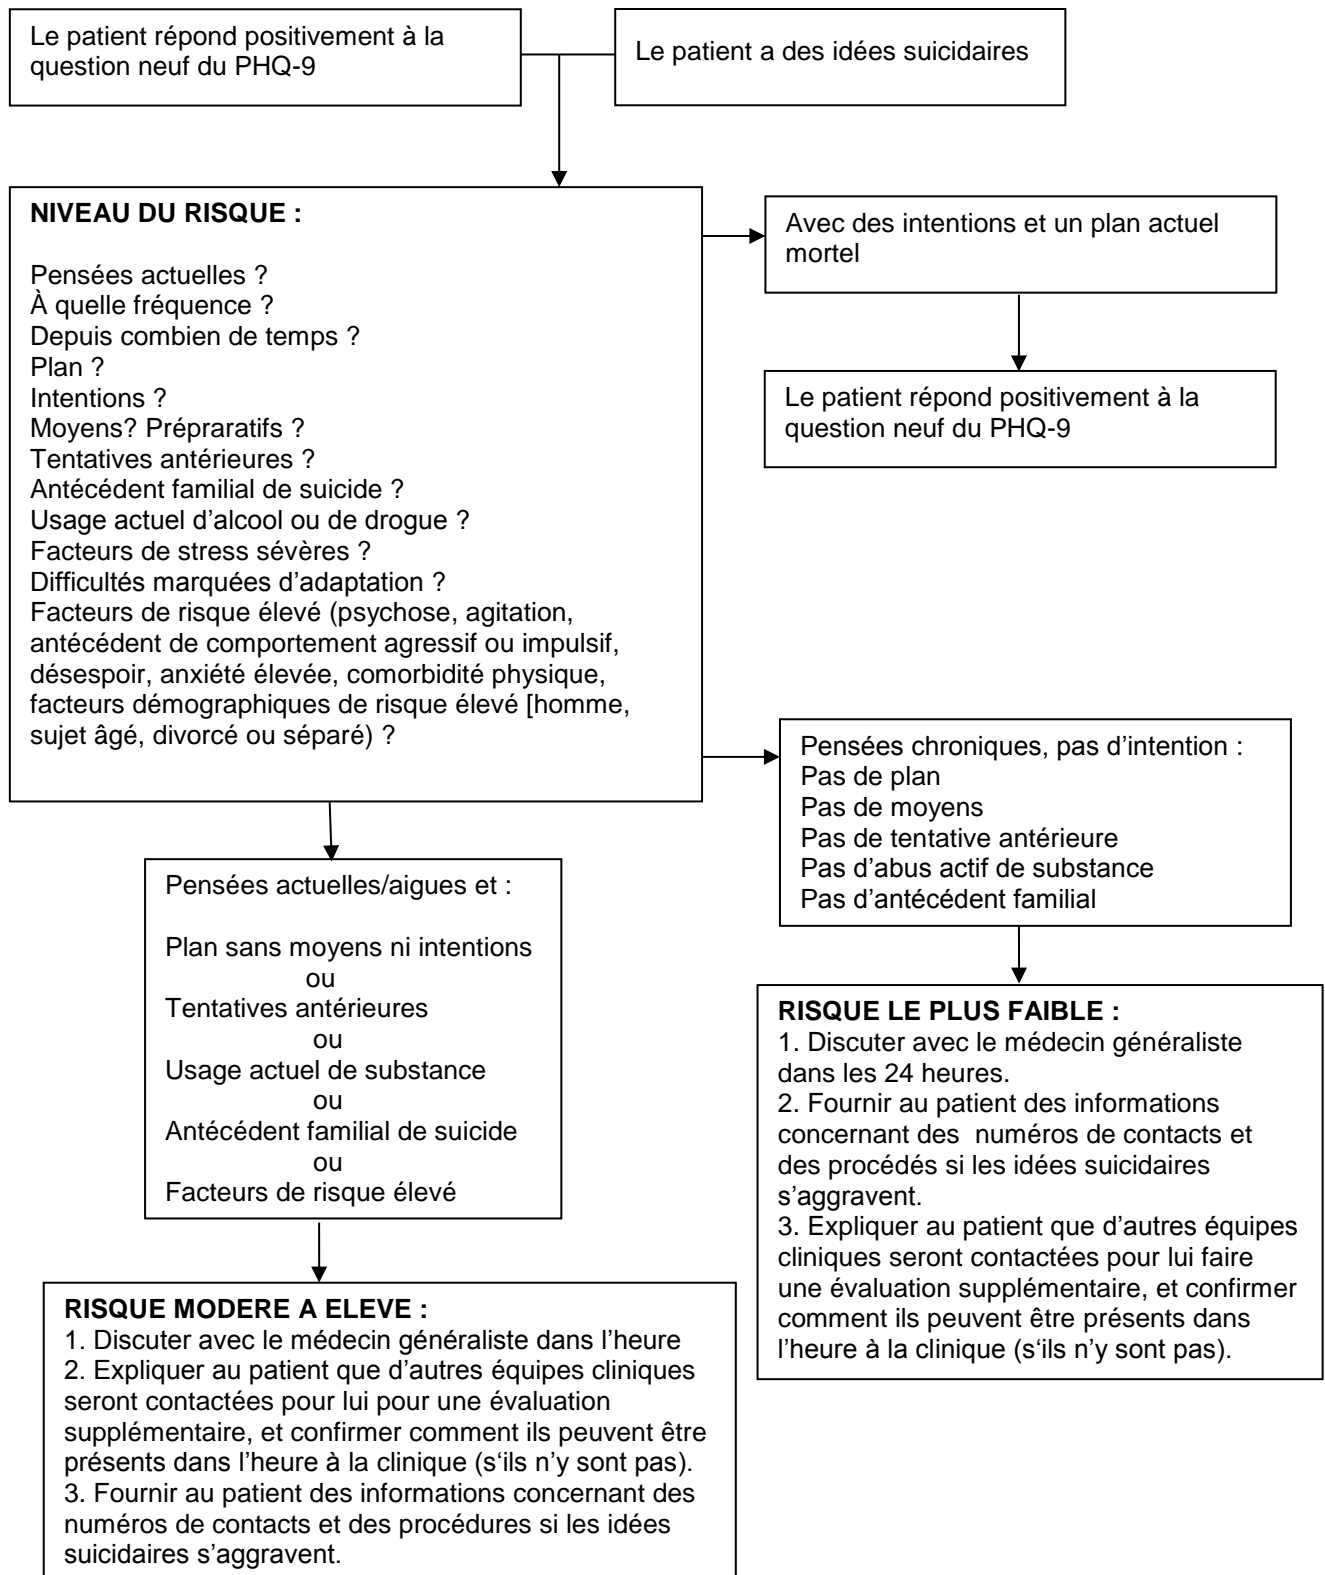 Le patient répond positivement à la
question neuf du PHQ-9
Le patient a des idées suicidaires
NIVEAU DU RISQUE :
Pensées actuelles ?
À quelle fréquence ?
Depuis combien de temps ?
Plan ?
Intentions ?
Moyens? Prépraratifs ?
Tentatives antérieures ?
Antécédent familial de suicide ?
Usage actuel d’alcool ou de drogue ?
Facteurs de stress sévères ?
Difficultés marquées d’adaptation ?
Facteurs de risque élevé (psychose, agitation,
antécédent de comportement agressif ou impulsif,
désespoir, anxiété élevée, comorbidité physique,
facteurs démographiques de risque élevé [homme,
sujet âgé, divorcé ou séparé) ?
Avec des intentions et un plan actuel
mortel
Le patient répond positivement à la
question neuf du PHQ-9
Pensées chroniques, pas d’intention :
Pas de plan
Pas de moyens
Pas de tentative antérieure
Pas d’abus actif de substance
Pas d’antécédent familial
Pensées actuelles/aigues et :
Plan sans moyens ni intentions
ou
Tentatives antérieures
ou
Usage actuel de substance
ou
Antécédent familial de suicide
ou
Facteurs de risque élevé
RISQUE LE PLUS FAIBLE :
1. Discuter avec le médecin généraliste
dans les 24 heures.
2. Fournir au patient des informations
concernant des numéros de contacts et
des procédés si les idées suicidaires
s’aggravent.
3. Expliquer au patient que d’autres équipes
cliniques seront contactées pour lui faire
une évaluation supplémentaire, et confirmer
comment ils peuvent être présents dans
l’heure à la clinique (s‘ils n’y sont pas).
RISQUE MODERE A ELEVE :
1. Discuter avec le médecin généraliste dans l’heure
2. Expliquer au patient que d’autres équipes cliniques
seront contactées pour lui pour une évaluation
supplémentaire, et confirmer comment ils peuvent être
présents dans l’heure à la clinique (s‘ils n’y sont pas).
3. Fournir au patient des informations concernant des
numéros de contacts et des procédures si les idées
suicidaires s’aggravent.